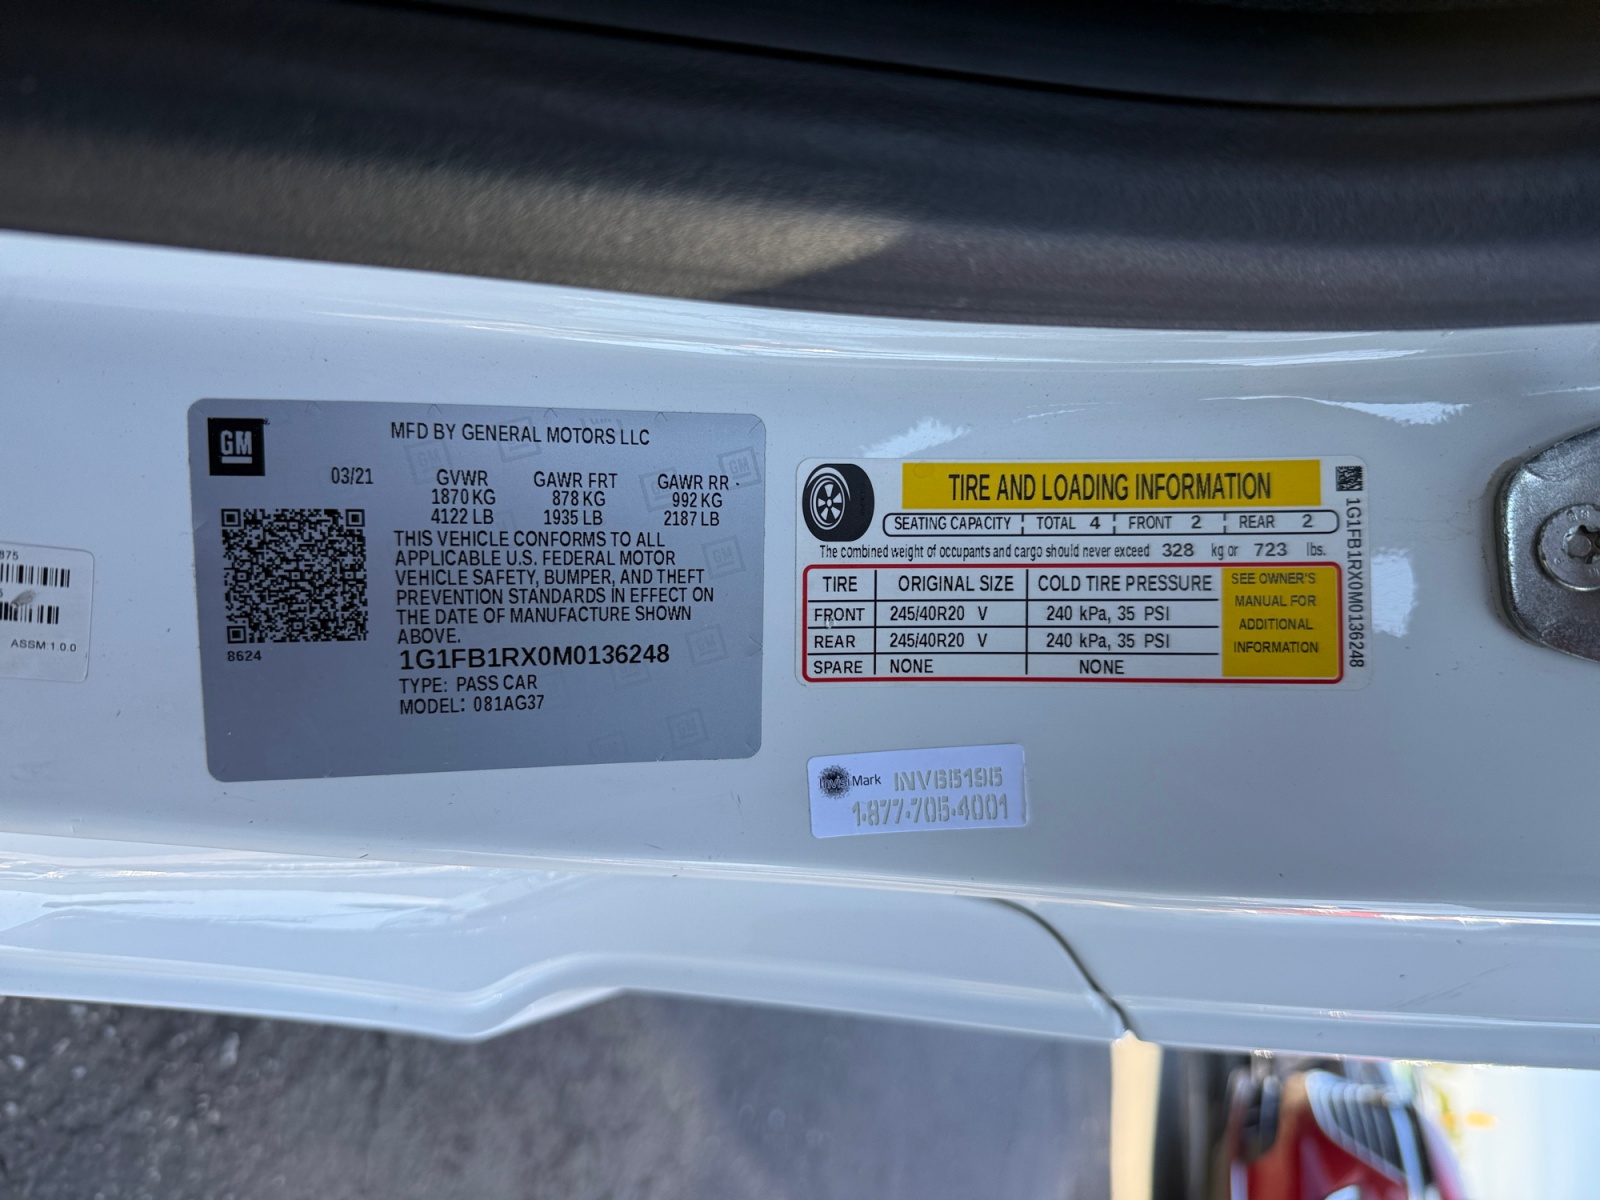 GM
MFD BY GENERAL MOTORS LLC
03/21
GVWR GAWR FRT GAWR RR
1870 KG 878 KG 992 KG
4122 LB 1935 LB 2187 LB
THIS VEHICLE CONFORMS TO ALL
APPLICABLE U.S. FEDERAL MOTOR
VEHICLE SAFETY, BUMPER, AND THEFT
PREVENTION STANDARDS IN EFFECT ON
THE DATE OF MANUFACTURE SHOWN
ABOVE.
8624
1G1FB1RX0M0136248
TYPE: PASS CAR
MODEL: 081AG37
875
ASSM 1.0.0
TIRE AND LOADING INFORMATION
SEATING CAPACITY TOTAL 4 FRONT 2 REAR 2
The combined weight of occupants and cargo should never exceed 328 kg or 723 lbs.
TIRE ORIGINAL SIZE COLD TIRE PRESSURE
FRONT 245/40R20 V 240 kPa, 35 PSI
REAR 245/40R20 V 240 kPa, 35 PSI
SPARE NONE NONE
SEE OWNER'S
MANUAL FOR
ADDITIONAL
INFORMATION
1G1FB1RX0M0136248
Mark INV65195
1-877-705-4001